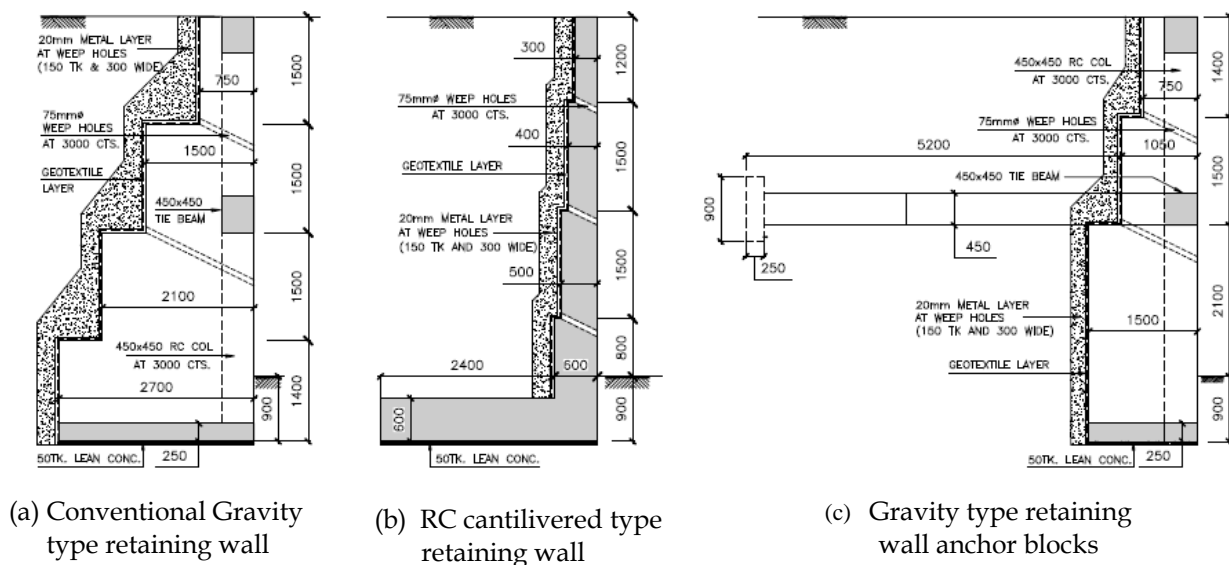 20mm METAL LAYER
AT WEEP HOLES
(150 TK & 300 WIDE)
750
1500
75mmø
WEEP HOLES
AT 3000 CTS.
1500
1500
GEOTEXTILE
LAYER
450x450
TIE BEAM
2100
1500
450x450 RC COL
AT 3000 CTS.
2700
900
1400
50TK. LEAN CONC.
250
(a) Conventional Gravity
type retaining wall
300
1200
75mmø WEEP HOLES
AT 3000 CTS.
400
1500
GEOTEXTILE LAYER
20mm METAL LAYER
AT WEEP HOLES
(150 TK AND 300 WIDE)
500
1500
2400
600
800
600
900
50TK. LEAN CONC.
(b) RC cantilivered type
retaining wall
450x450 RC COL
AT 3000 CTS.
1400
750
75mmø WEEP HOLES
AT 3000 CTS.
5200
1050
1500
450x450 TIE BEAM
900
250
450
20mm METAL LAYER
AT WEEP HOLES
(150 TK AND 300 WIDE)
1500
2100
GEOTEXTILE LAYER
900
50TK. LEAN CONC.
250
(c) Gravity type retaining
wall anchor blocks